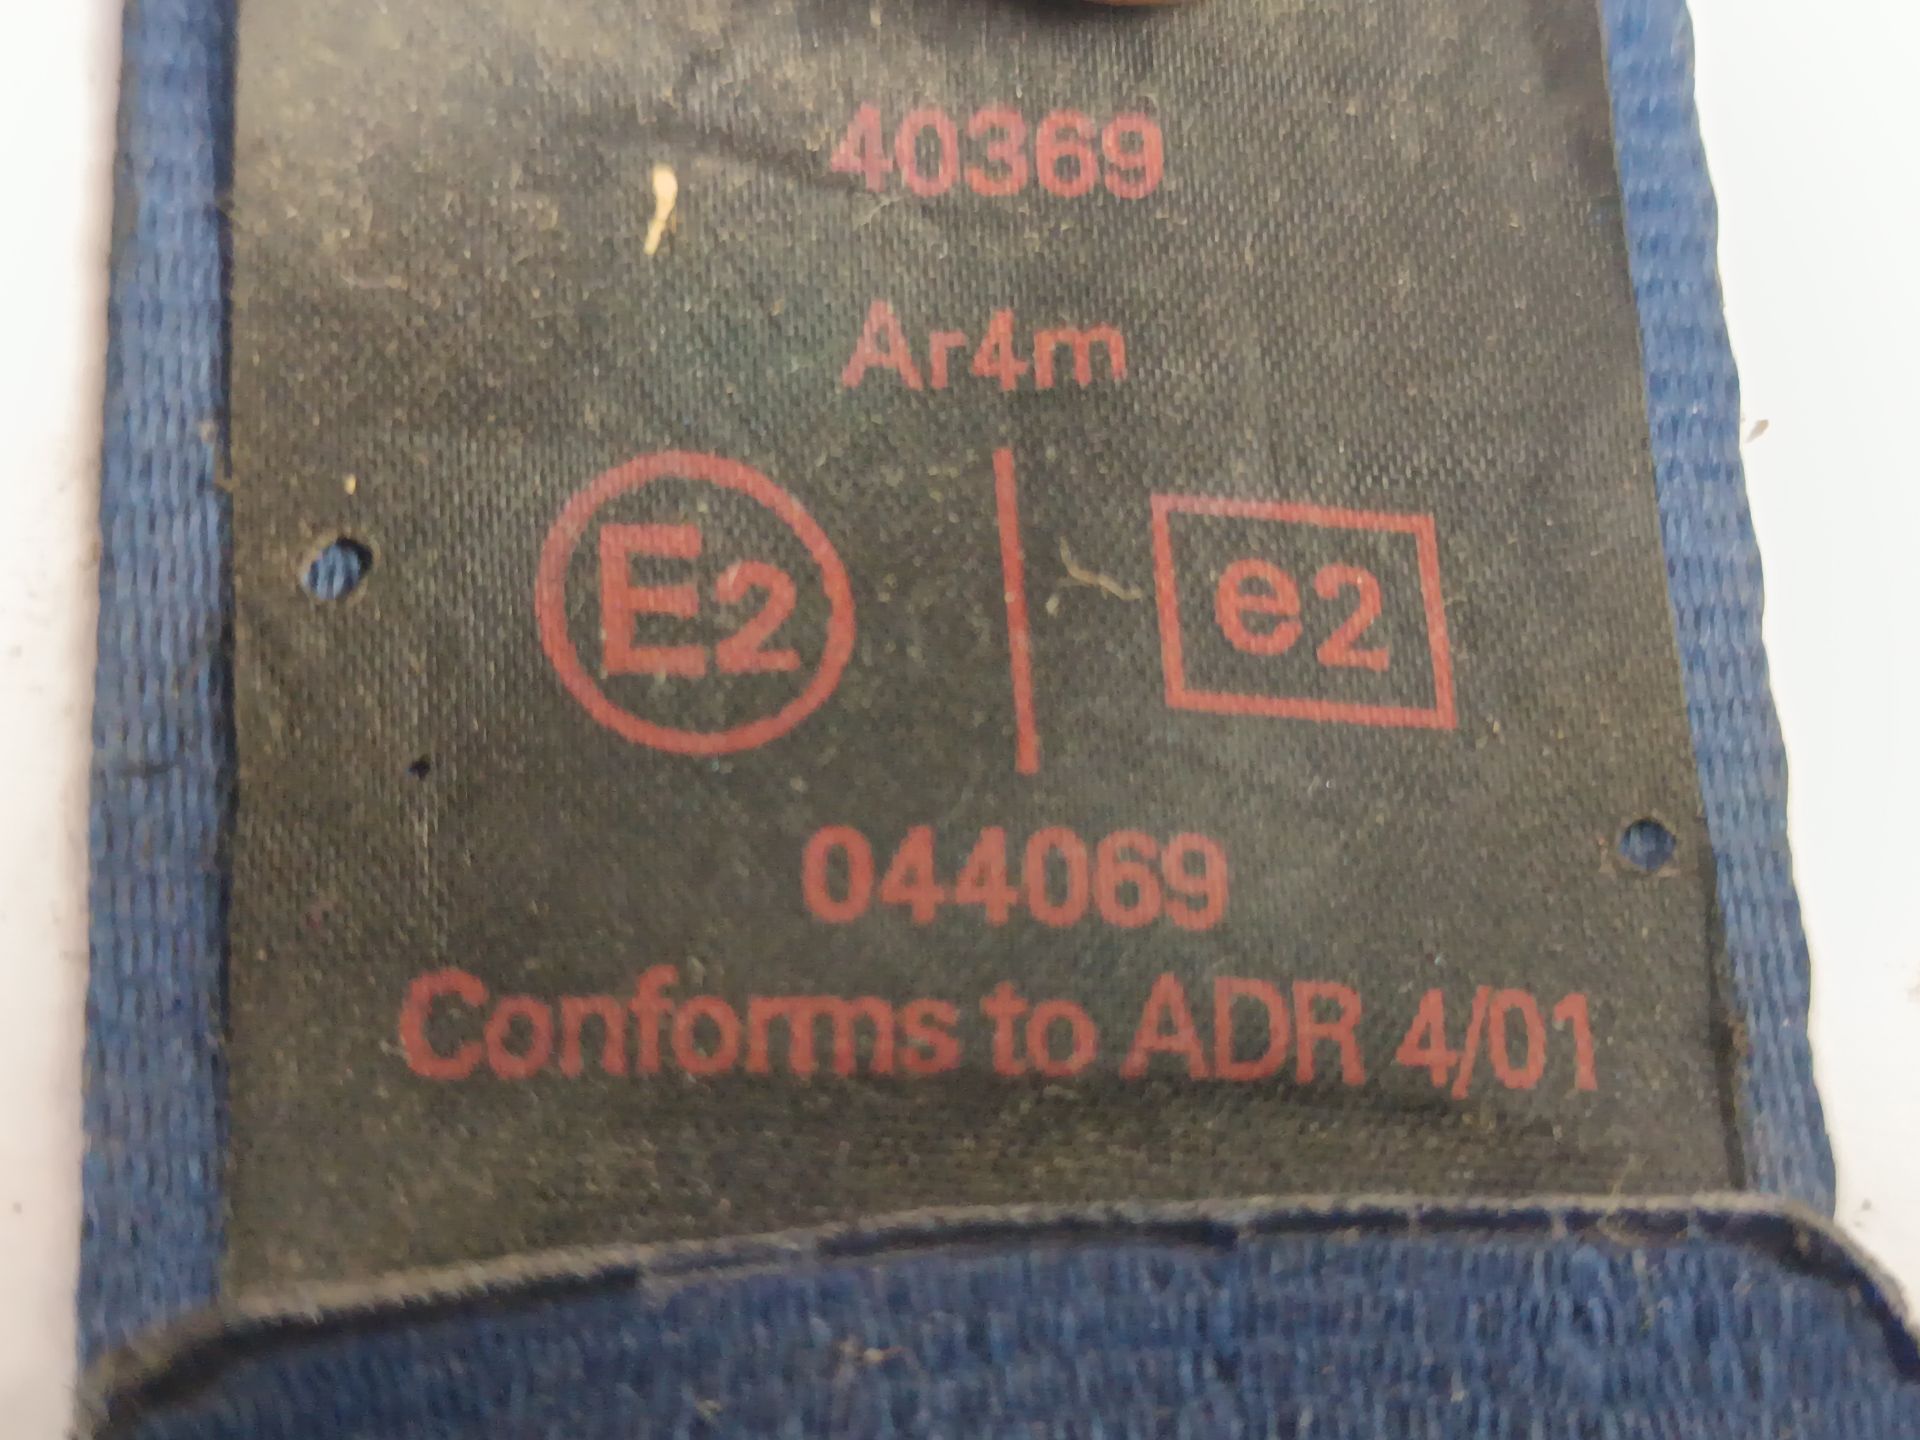 40369
Ar4m
E2 | e2
044069
Conforms to ADR 4/01